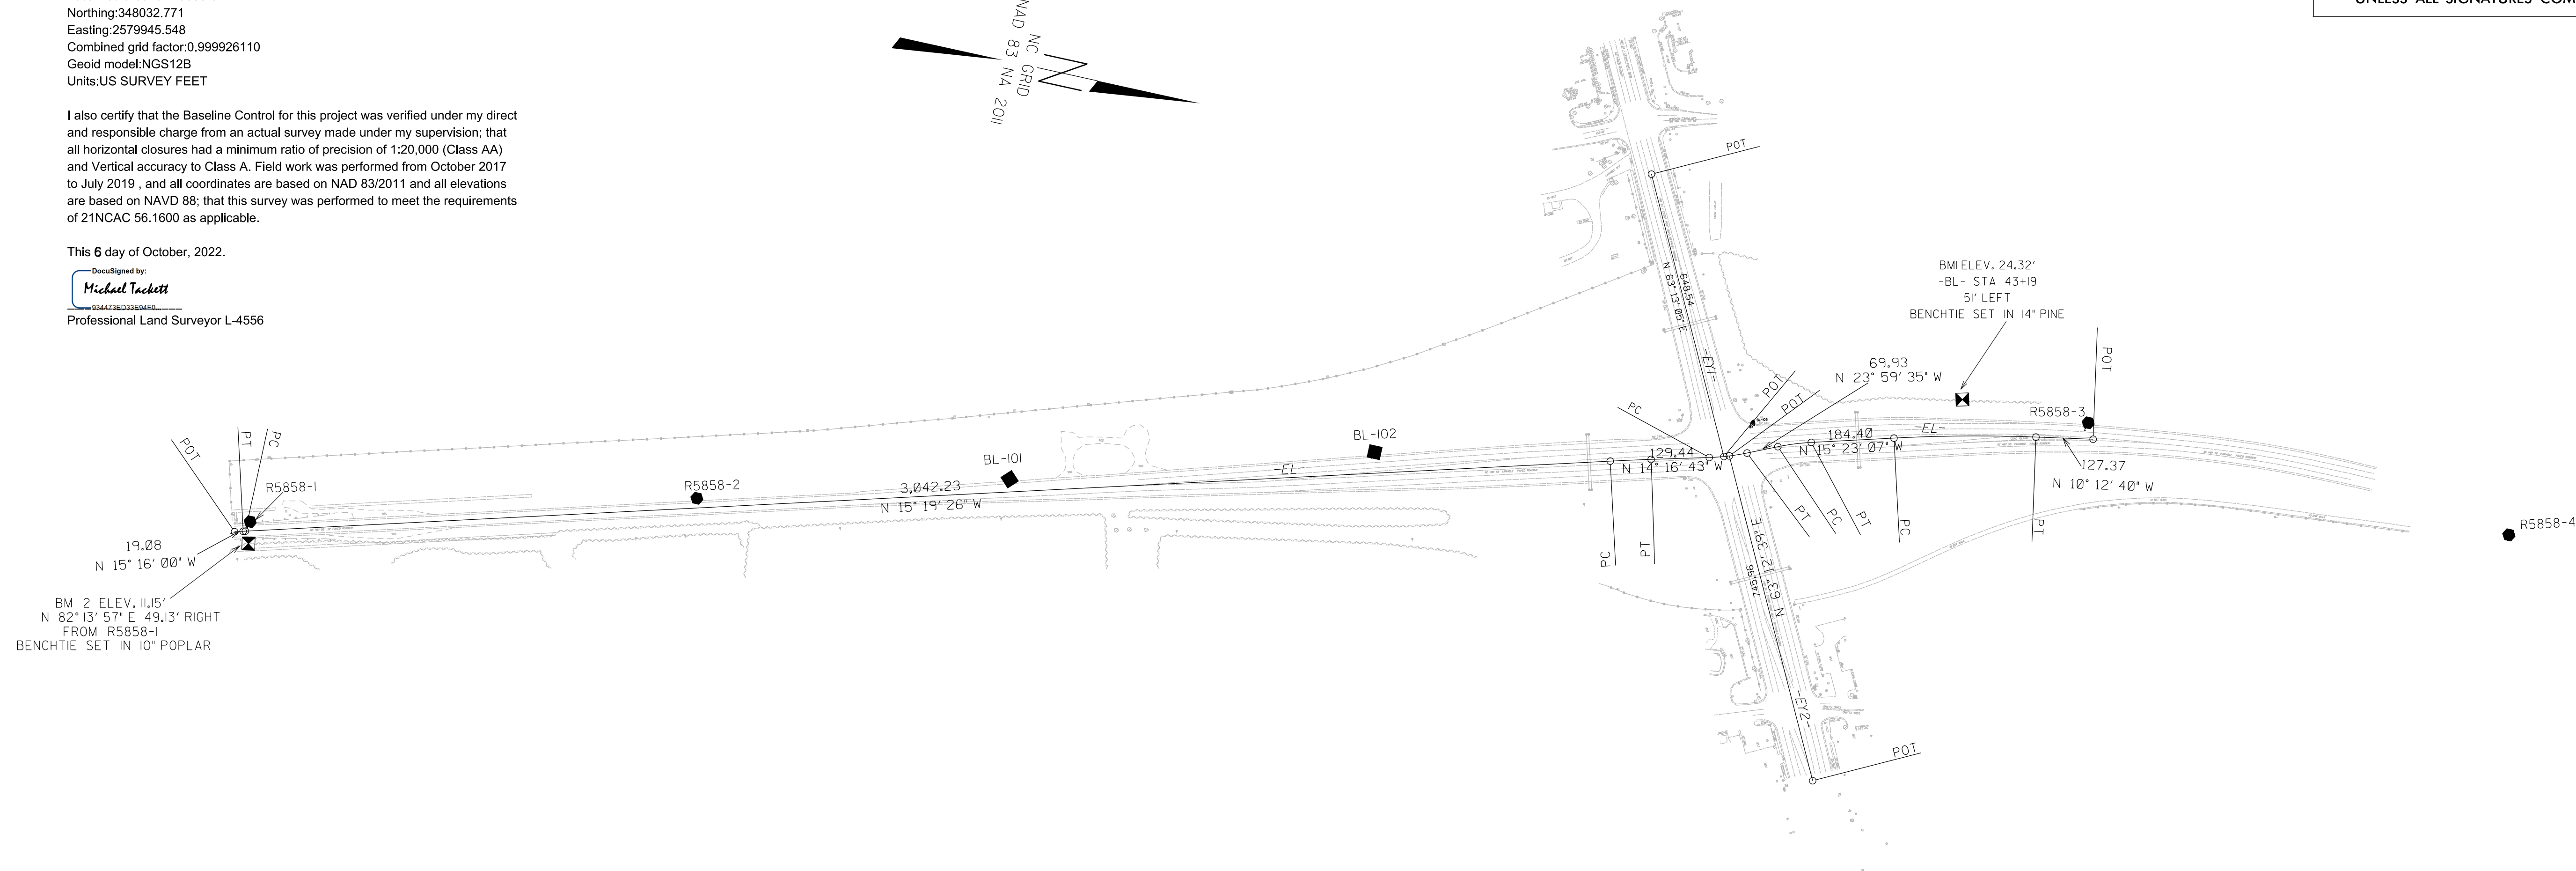 Northing:348032.771
Easting:2579945.548
Combined grid factor:0.999926110
Geoid model:NGS12B
Units:US SURVEY FEET
I also certify that the Baseline Control for this project was verified under my direct
and responsible charge from an actual survey made under my supervision; that
all horizontal closures had a minimum ratio of precision of 1:20,000 (Class AA)
and Vertical accuracy to Class A. Field work was performed from October 2017
to July 2019 , and all coordinates are based on NAD 83/2011 and all elevations
are based on NAVD 88; that this survey was performed to meet the requirements
of 21NCAC 56.1600 as applicable.
This 6 day of October, 2022.
DocuSigned by:
Michael Tackett
934473ED33E94F0...
Professional Land Surveyor L-4556
NC GRID
NAD 83 NA 2011
UNLESS ALL SIGNATURES COM
POT
648.54
N 63° 13' 05" E
-EY1-
BM1 ELEV. 24.32'
-BL- STA 43+19
51' LEFT
BENCHTIE SET IN 14" PINE
69.93
N 23° 59' 35" W
POT
POT
POT
PC
R5858-3
POT
PT
PC
R5858-1
R5858-2
BL-101
BL-102
3,042.23
N 15° 19' 26" W
-EL-
129.44
N 14° 16' 43" W
184.40
N 15° 23' 07" W
-EL-
127.37
N 10° 12' 40" W
R5858-4
PC
PT
PT
PC
PT
PC
PT
19.08
N 15° 16' 00" W
BM 2 ELEV. 11.15'
N 82° 13' 57" E 49.13' RIGHT
FROM R5858-1
BENCHTIE SET IN 10" POPLAR
745.96
N 63° 12' 39" E
-EY2-
POT